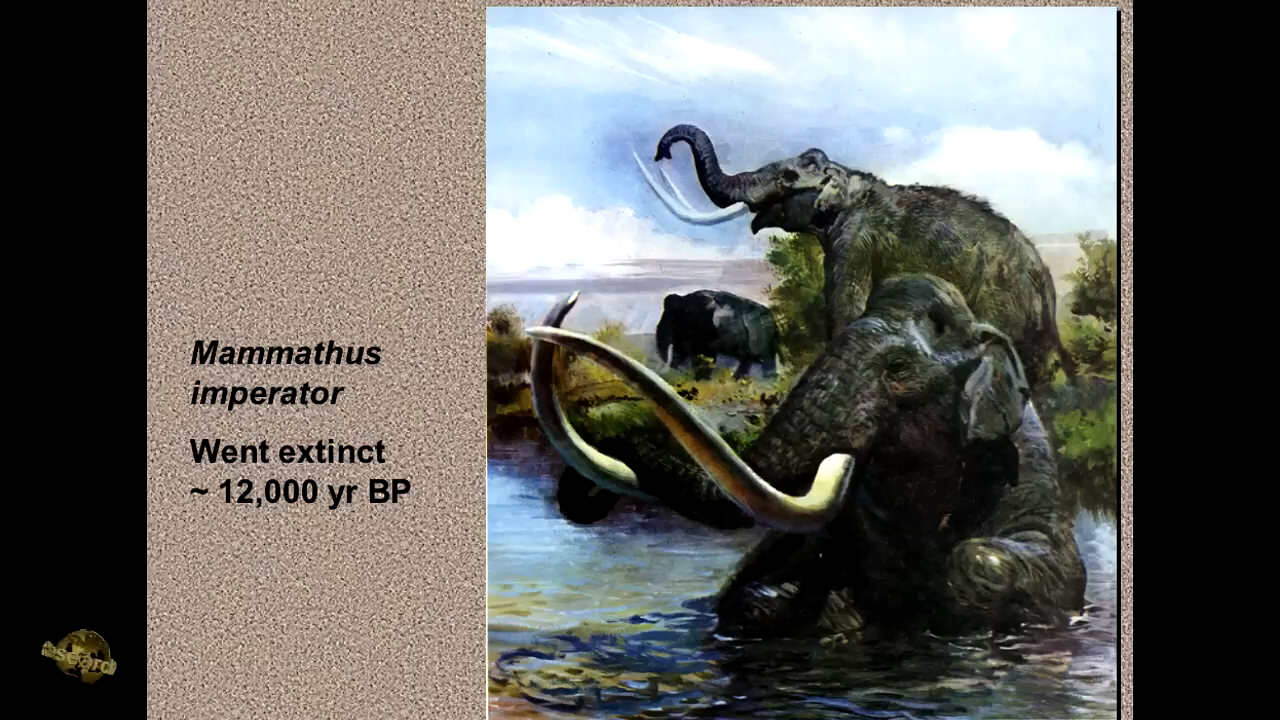 Mammathus
imperator
Went extinct
~ 12,000 yr BP